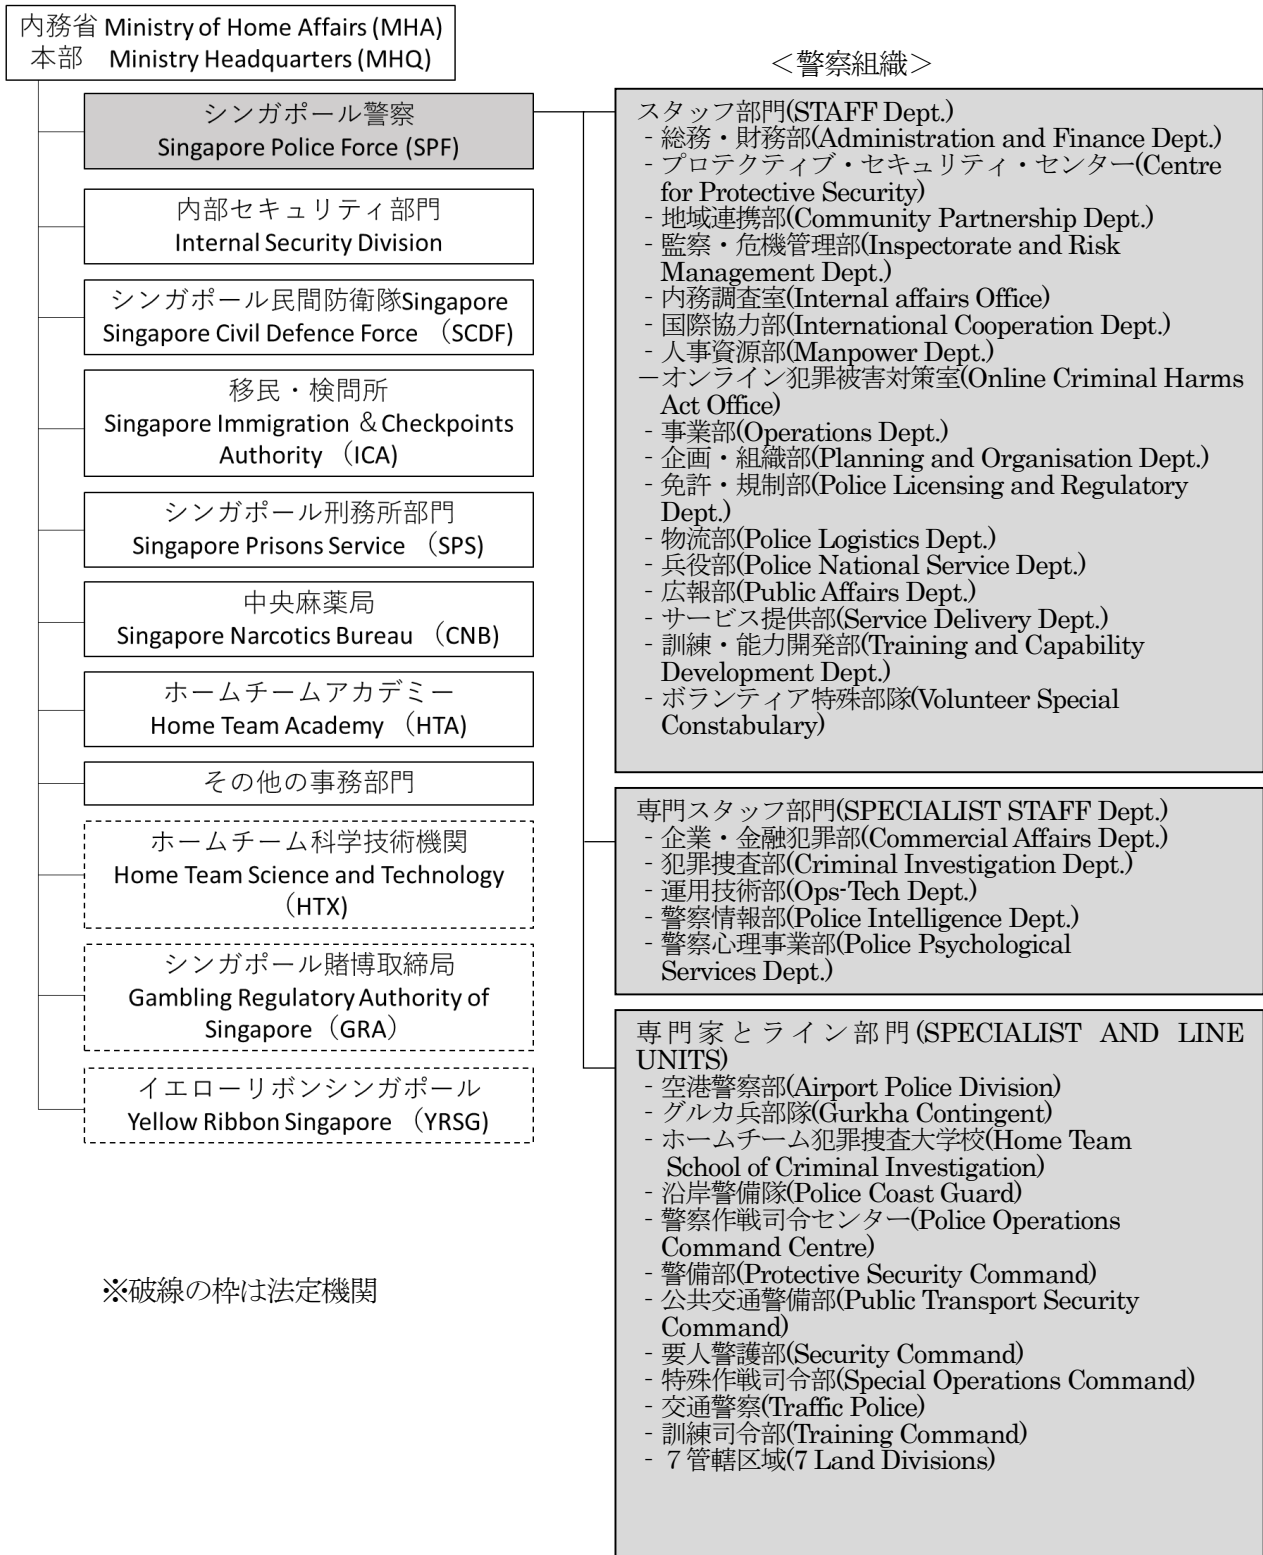 内務省 Ministry of Home Affairs (MHA)
本部　Ministry Headquarters (MHQ)
シンガポール警察
Singapore Police Force (SPF)
内部セキュリティ部門
Internal Security Division
シンガポール民間防衛隊Singapore
Singapore Civil Defence Force （SCDF)
移民・検問所
Singapore Immigration ＆Checkpoints
Authority （ICA)
シンガポール刑務所部門
Singapore Prisons Service （SPS)
中央麻薬局
Singapore Narcotics Bureau （CNB)
ホームチームアカデミー
Home Team Academy （HTA)
その他の事務部門
ホームチーム科学技術機関
Home Team Science and Technology
（HTX)
シンガポール賭博取締局
Gambling Regulatory Authority of
Singapore（GRA）
イエローリボンシンガポール
Yellow Ribbon Singapore （YRSG)
※破線の枠は法定機関
＜警察組織＞
スタッフ部門(STAFF Dept.)
- 総務・財務部(Administration and Finance Dept.)
- プロテクティブ・セキュリティ・センター(Centre
for Protective Security)
- 地域連携部(Community Partnership Dept.)
- 監察・危機管理部(Inspectorate and Risk
Management Dept.)
- 内務調査室(Internal affairs Office)
- 国際協力部(International Cooperation Dept.)
- 人事資源部(Manpower Dept.)
－オンライン犯罪被害対策室(Online Criminal Harms
Act Office)
- 事業部(Operations Dept.)
- 企画・組織部(Planning and Organisation Dept.)
- 免許・規制部(Police Licensing and Regulatory
Dept.)
- 物流部(Police Logistics Dept.)
- 兵役部(Police National Service Dept.)
- 広報部(Public Affairs Dept.)
- サービス提供部(Service Delivery Dept.)
- 訓練・能力開発部(Training and Capability
Development Dept.)
- ボランティア特殊部隊(Volunteer Special
Constabulary)
専門スタッフ部門(SPECIALIST STAFF Dept.)
- 企業・金融犯罪部(Commercial Affairs Dept.)
- 犯罪捜査部(Criminal Investigation Dept.)
- 運用技術部(Ops-Tech Dept.)
- 警察情報部(Police Intelligence Dept.)
- 警察心理事業部(Police Psychological
Services Dept.)
専門家とライン部門(SPECIALIST AND LINE
UNITS)
- 空港警察部(Airport Police Division)
- グルカ兵部隊(Gurkha Contingent)
- ホームチーム犯罪捜査大学校(Home Team
School of Criminal Investigation)
- 沿岸警備隊(Police Coast Guard)
- 警察作戦司令センター(Police Operations
Command Centre)
- 警備部(Protective Security Command)
- 公共交通警備部(Public Transport Security
Command)
- 要人警護部(Security Command)
- 特殊作戦司令部(Special Operations Command)
- 交通警察(Traffic Police)
- 訓練司令部(Training Command)
- ７管轄区域(7 Land Divisions)